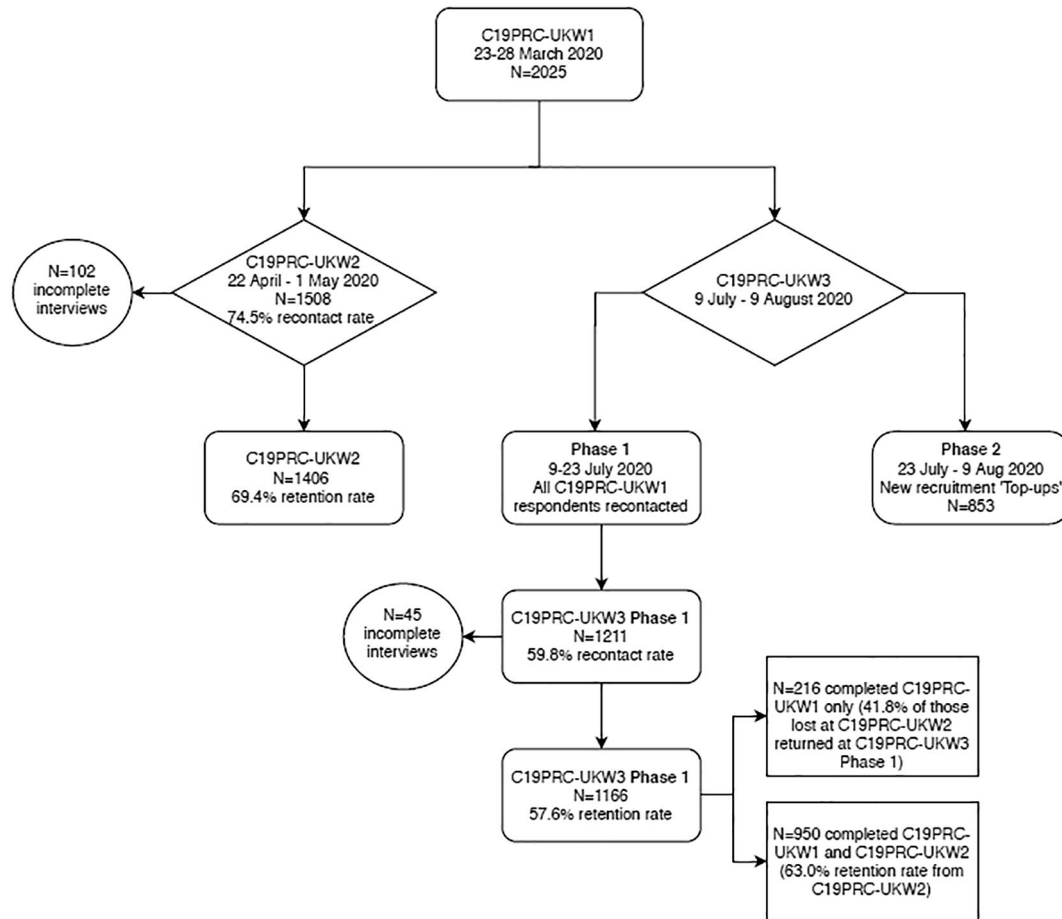 C19PRC-UKW1
23-28 March 2020
N=2025
N=102
incomplete
interviews
C19PRC-UKW2
22 April - 1 May 2020
N=1508
74.5% recontact rate
C19PRC-UKW3
9 July - 9 August 2020
C19PRC-UKW2
N=1406
69.4% retention rate
Phase 1
9-23 July 2020
All C19PRC-UKW1
respondents recontacted
Phase 2
23 July - 9 Aug 2020
New recruitment 'Top-ups'
N=853
N=45
incomplete
interviews
C19PRC-UKW3 Phase 1
N=1211
59.8% recontact rate
C19PRC-UKW3 Phase 1
N=1166
57.6% retention rate
N=216 completed C19PRC-
UKW1 only (41.8% of those
lost at C19PRC-UKW2
returned at C19PRC-UKW3
Phase 1)
N=950 completed C19PRC-
UKW1 and C19PRC-UKW2
(63.0% retention rate from
C19PRC-UKW2)